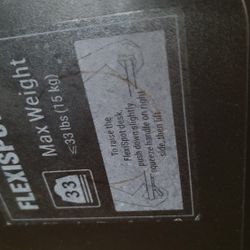 FLEXISPO
Max Weight
≤33 lbs (15 kg)
33
To raise the
FlexiSpot desk,
push down slightly
squeeze handle on right
side, then lift